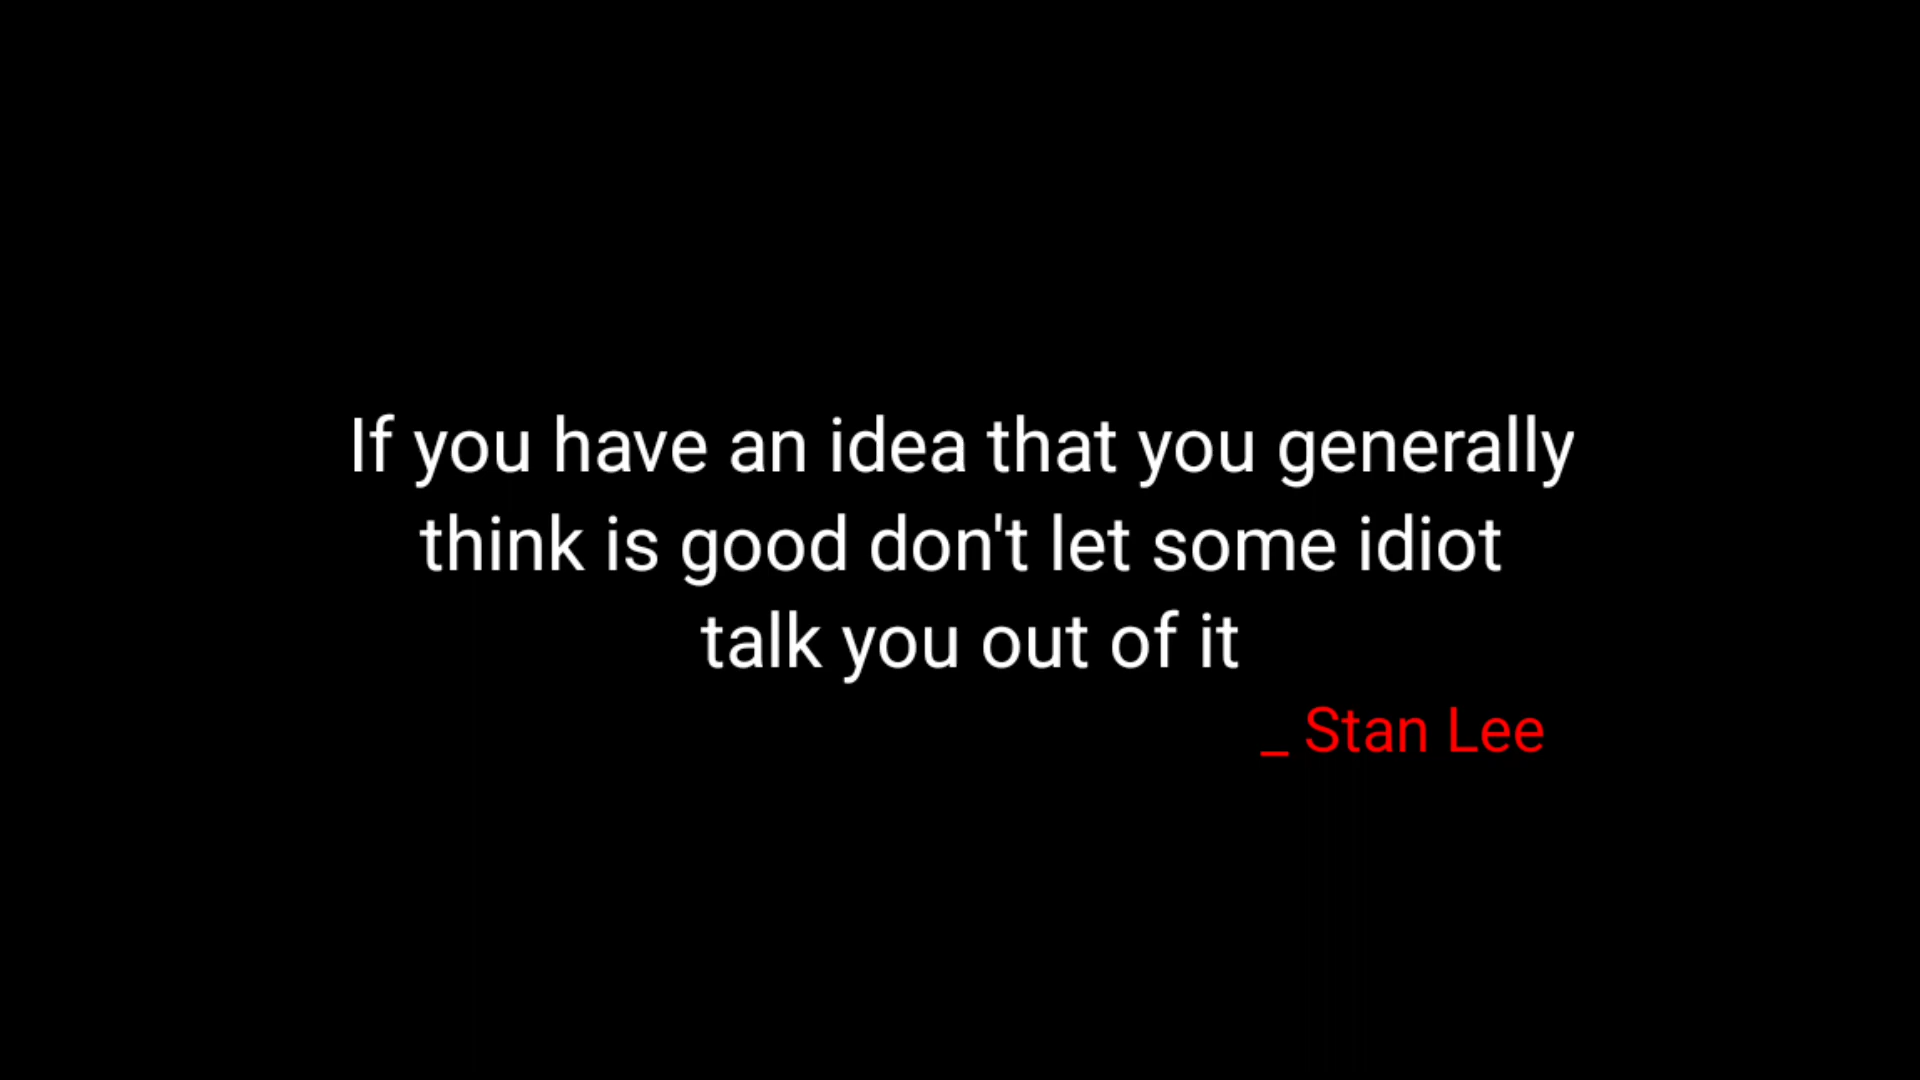 If you have an idea that you generally
think is good don't let some idiot
talk you out of it
_ Stan Lee